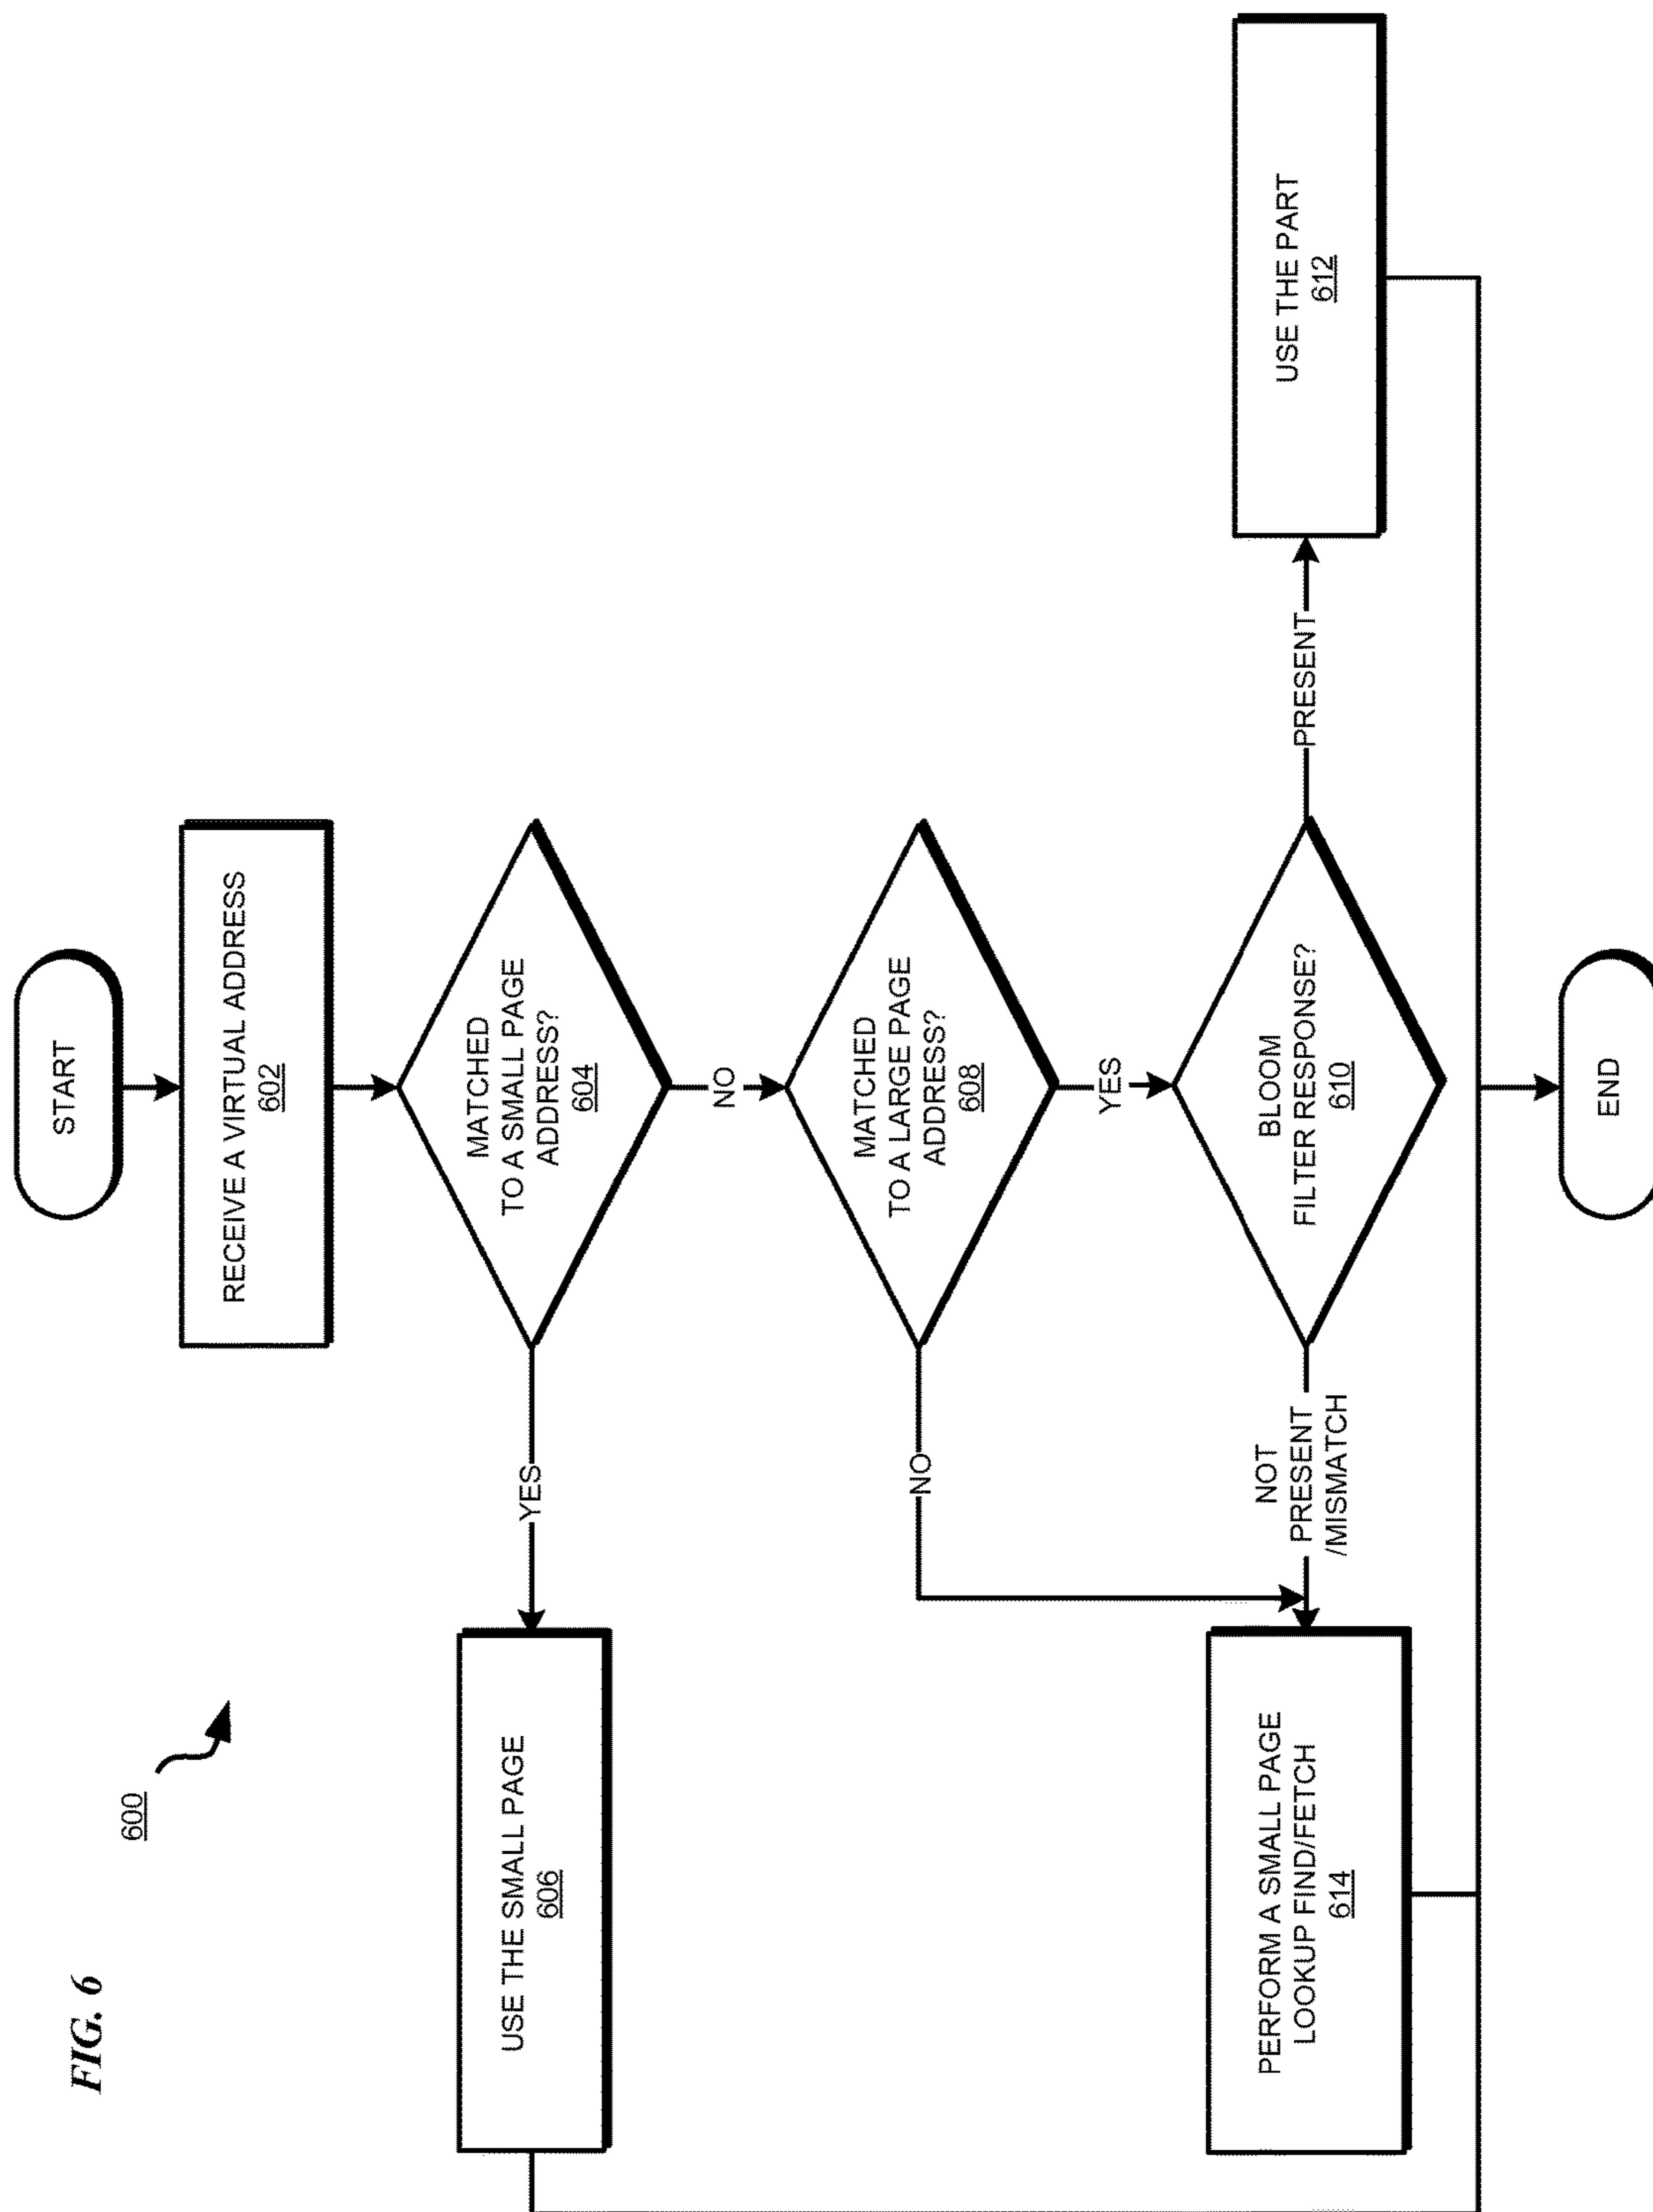 FIG. 6
600
START
RECEIVE A VIRTUAL ADDRESS
602
MATCHED
TO A SMALL PAGE
ADDRESS?
604
YES
USE THE SMALL PAGE
606
NO
MATCHED
TO A LARGE PAGE
ADDRESS?
608
NO
YES
BLOOM
FILTER RESPONSE?
610
PRESENT
USE THE PART
612
NOT
PRESENT
/MISMATCH
PERFORM A SMALL PAGE
LOOKUP FIND/FETCH
614
END